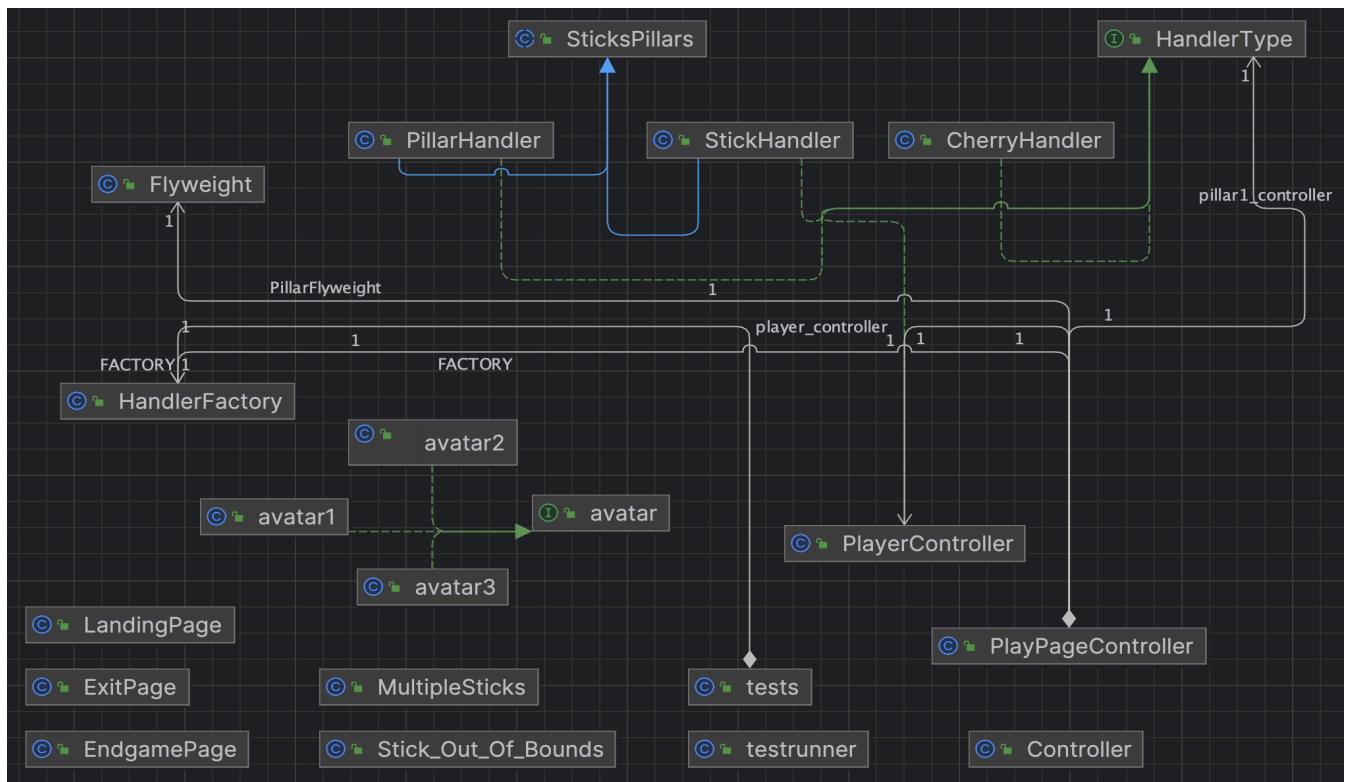 SticksPillars
HandlerType
1
PillarHandler
StickHandler
CherryHandler
Flyweight
pillar1_controller
1
PillarFlyweight
1
1
1
player_controller
1
1
1
1
FACTORY
1
FACTORY
HandlerFactory
avatar2
avatar1
avatar
PlayerController
avatar3
LandingPage
PlayPageController
ExitPage
MultipleSticks
tests
EndgamePage
Stick_Out_Of_Bounds
testrunner
Controller